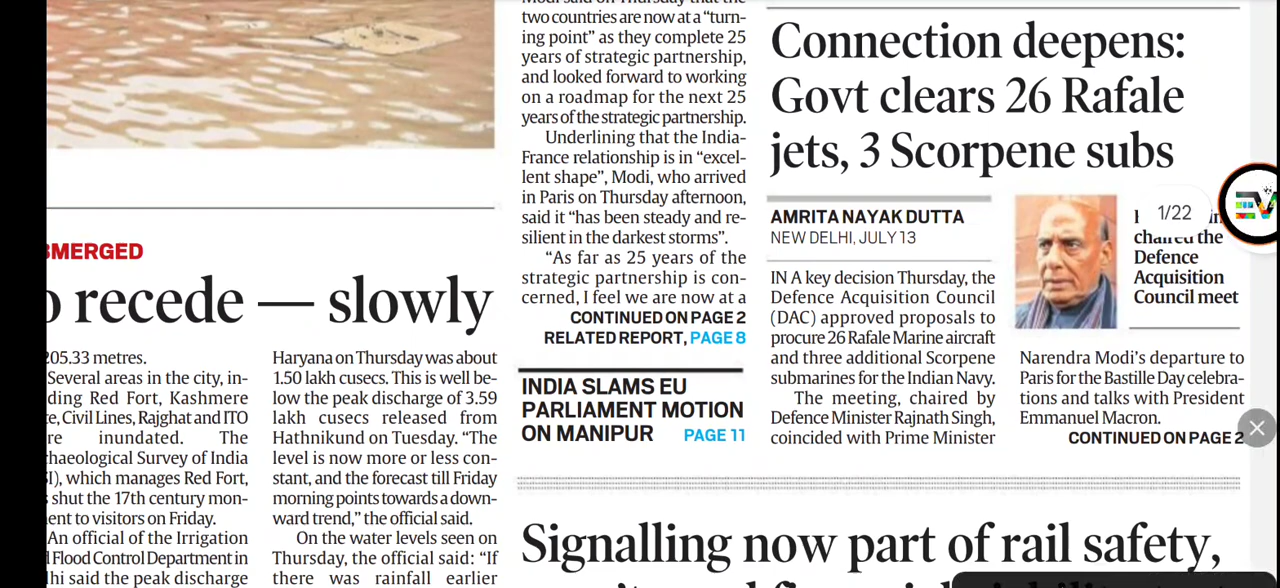 BMERGED
o recede — slowly
205.33 metres.
Several areas in the city, in-
ding Red Fort, Kashmere
e, Civil Lines, Rajghat and ITO
re inundated. The
haeological Survey of India
I), which manages Red Fort,
shut the 17th century mon-
ent to visitors on Friday.
An official of the Irrigation
l Flood Control Department in
lhi said the peak discharge
Haryana on Thursday was about
1.50 lakh cusecs. This is well be-
low the peak discharge of 3.59
lakh cusecs released from
Hathnikund on Tuesday. “The
level is now more or less con-
stant, and the forecast till Friday
morning points towards a down-
ward trend,” the official said.
On the water levels seen on
Thursday, the official said: “If
there was rainfall earlier
Modi said on Thursday that the
two countries are now at a “turn-
ing point” as they complete 25
years of strategic partnership,
and looked forward to working
on a roadmap for the next 25
years of the strategic partnership.
Underlining that the India-
France relationship is in “excel-
lent shape”, Modi, who arrived
in Paris on Thursday afternoon,
said it “has been steady and re-
silient in the darkest storms”.
“As far as 25 years of the
strategic partnership is con-
cerned, I feel we are now at a
CONTINUED ON PAGE 2
RELATED REPORT, PAGE 8
INDIA SLAMS EU
PARLIAMENT MOTION
ON MANIPUR PAGE 11
Connection deepens:
Govt clears 26 Rafale
jets, 3 Scorpene subs
AMRITA NAYAK DUTTA
NEW DELHI, JULY 13
IN A key decision Thursday, the
Defence Acquisition Council
(DAC) approved proposals to
procure 26 Rafale Marine aircraft
and three additional Scorpene
submarines for the Indian Navy.
The meeting, chaired by
Defence Minister Rajnath Singh,
coincided with Prime Minister
1/22
EV
chaired the
Defence
Acquisition
Council meet
Narendra Modi’s departure to
Paris for the Bastille Day celebra-
tions and talks with President
Emmanuel Macron.
CONTINUED ON PAGE 2
Signalling now part of rail safety,